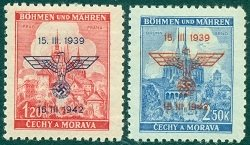 BÖHMEN und MÄHREN
15. III. 1939
15. III. 1942
1.20
ČECHY A MORAVA
BÖHMEN und MÄHREN
15. III. 1939
15. III. 1942
2.50K
ČECHY A MORAVA